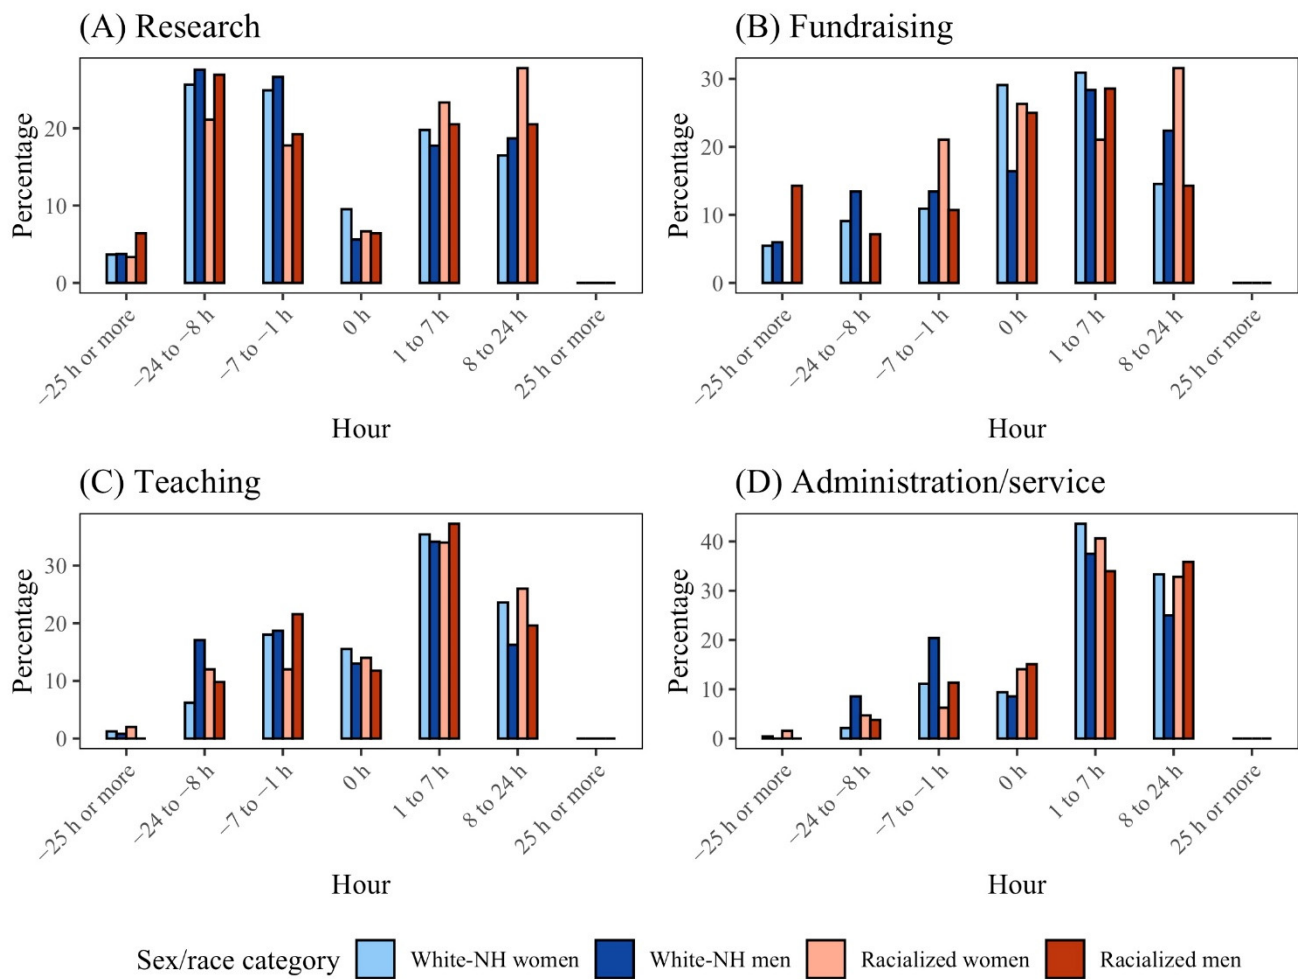 (A) Research
Percentage
20
10
0
−25 h or more
−24 to −8 h
−7 to −1 h
0 h
1 to 7 h
8 to 24 h
25 h or more
Hour
(B) Fundraising
Percentage
30
20
10
0
−25 h or more
−24 to −8 h
−7 to −1 h
0 h
1 to 7 h
8 to 24 h
25 h or more
Hour
(C) Teaching
Percentage
30
20
10
0
−25 h or more
−24 to −8 h
−7 to −1 h
0 h
1 to 7 h
8 to 24 h
25 h or more
Hour
(D) Administration/service
Percentage
40
30
20
10
0
−25 h or more
−24 to −8 h
−7 to −1 h
0 h
1 to 7 h
8 to 24 h
25 h or more
Hour
Sex/race category White-NH women White-NH men Racialized women Racialized men